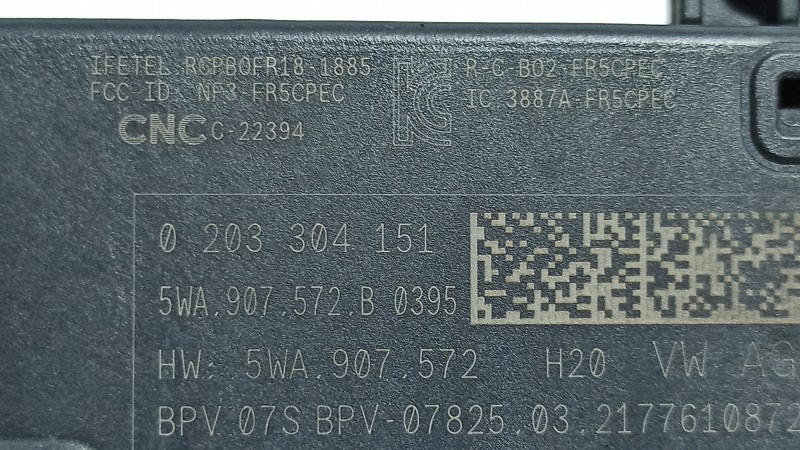 IFETEL RCPBOFR18-1885
FCC ID: NF3-FR5CPEC
CNC C-22394
R-C B02-FR5CPEC
IC 3887A-FR5CPEC
0 203 304 151
5WA.907.572.B 0395
HW: 5WA.907.572 H20 VW AG
BPV.07S BPV-07825.03.2177610872